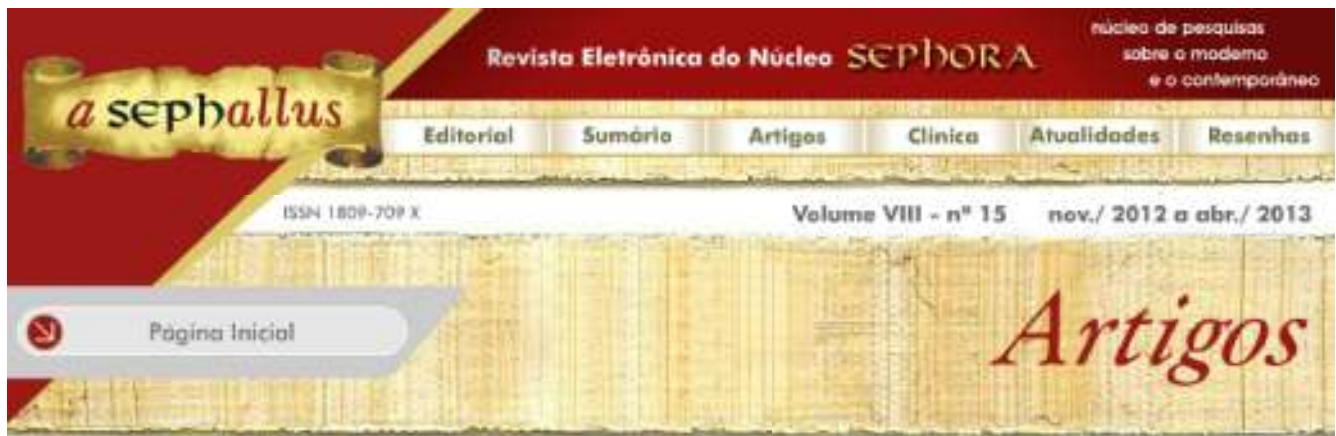 a sephallus
Revista Eletrônica do Núcleo SEPHORA
núcleo de pesquisas
sobre o moderno
e o contemporâneo
Editorial Sumário Artigos Clínica Atualidades Resenhas
ISSN 1809-709 X
Volume VIII - nº 15 nov./ 2012 a abr./ 2013
Página Inicial
Artigos